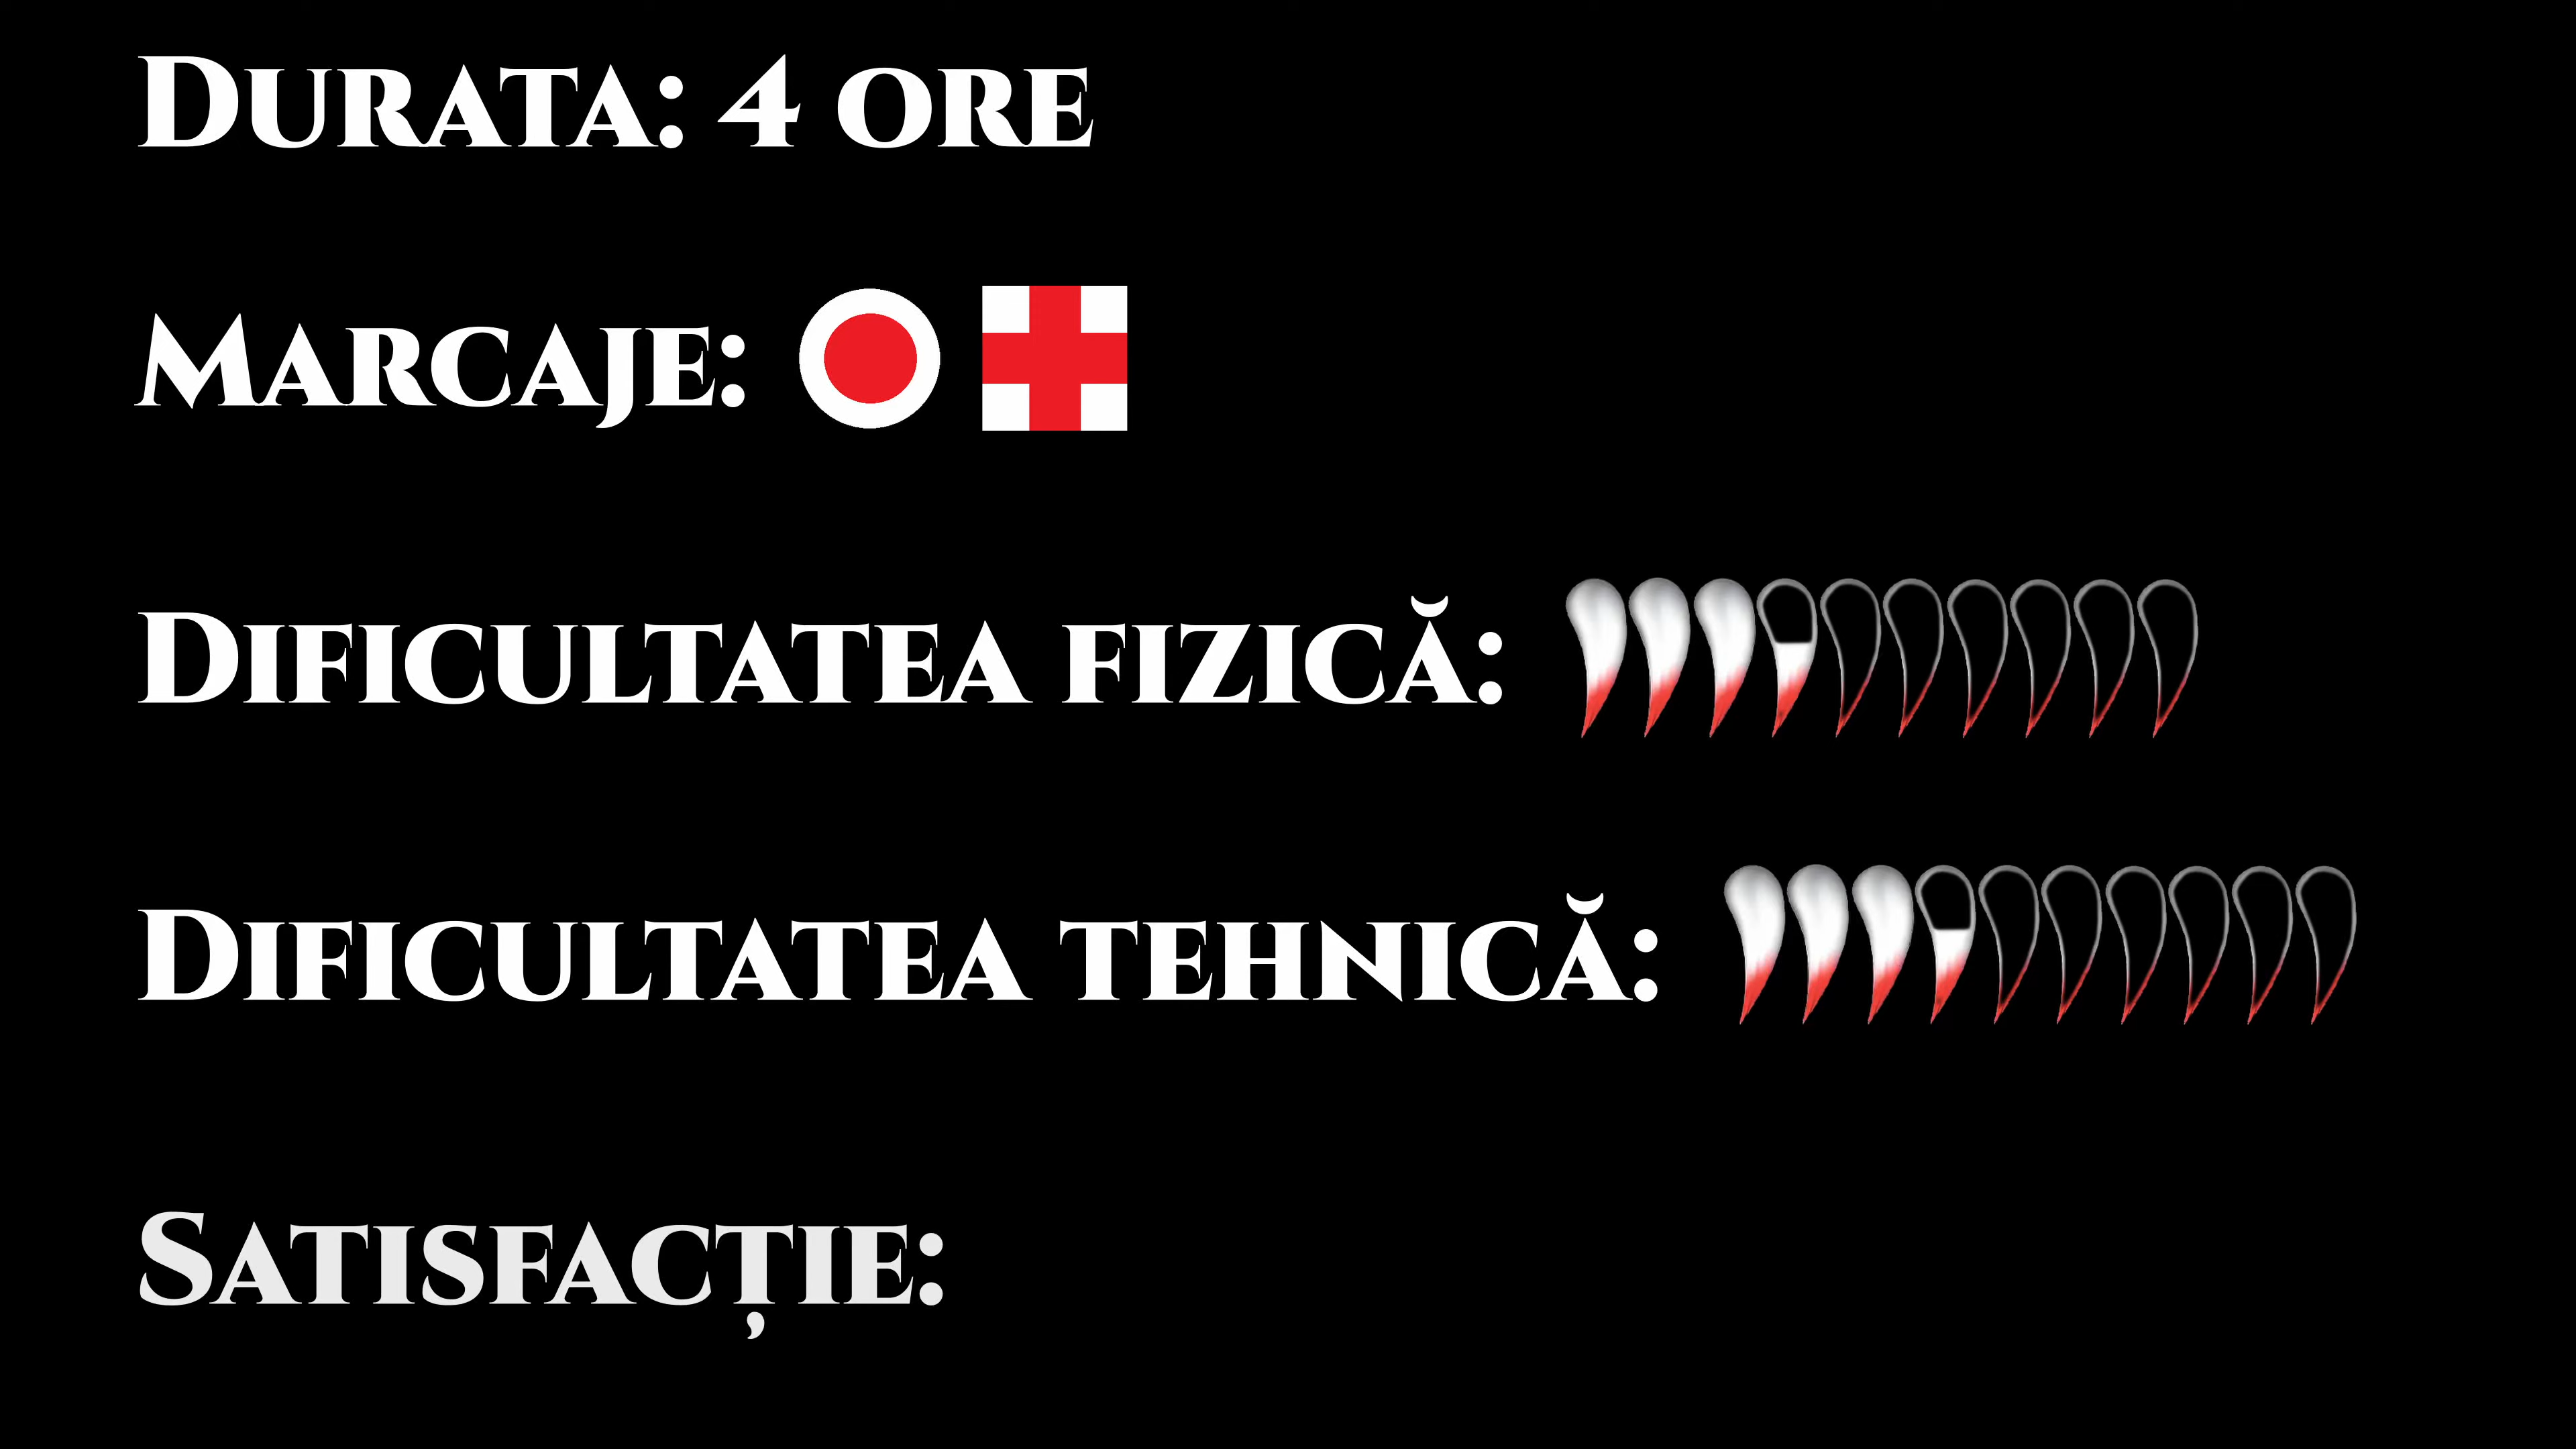 Durata: 4 ore
Marcaje:
Dificultatea fizică:
Dificultatea tehnică:
Satisfacție: